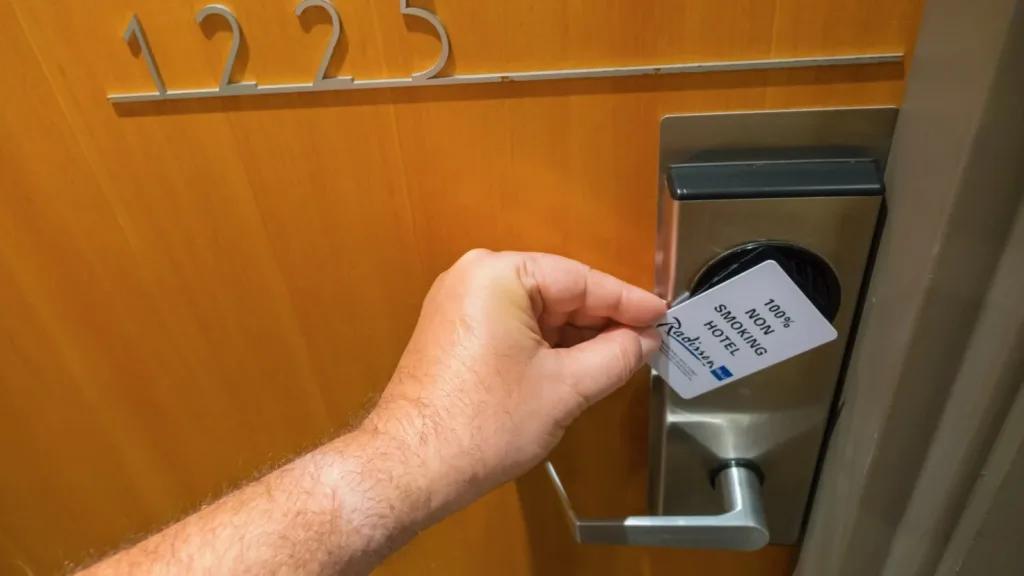 1225
100%
NON
SMOKING
HOTEL
Radisson